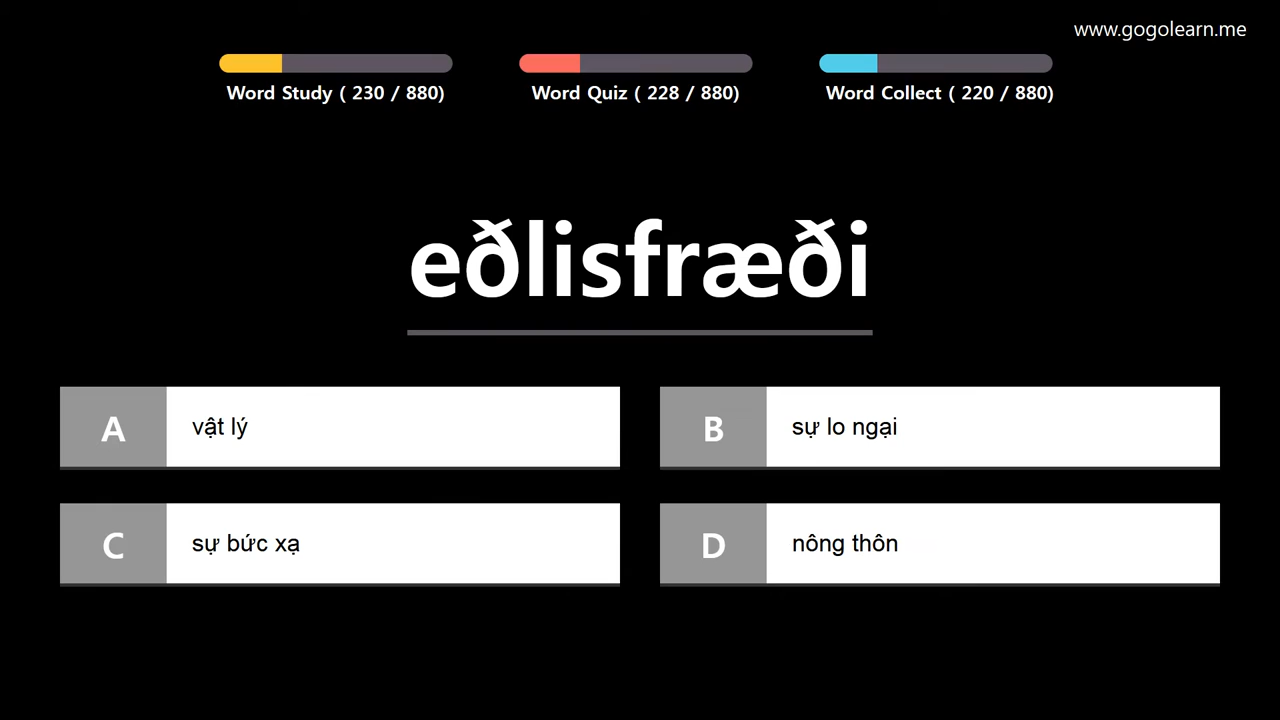 www.gogolearn.me
Word Study ( 230 / 880)
Word Quiz ( 228 / 880)
Word Collect ( 220 / 880)
eðlisfræði
A vật lý
B sự lo ngại
C sự bức xạ
D nông thôn